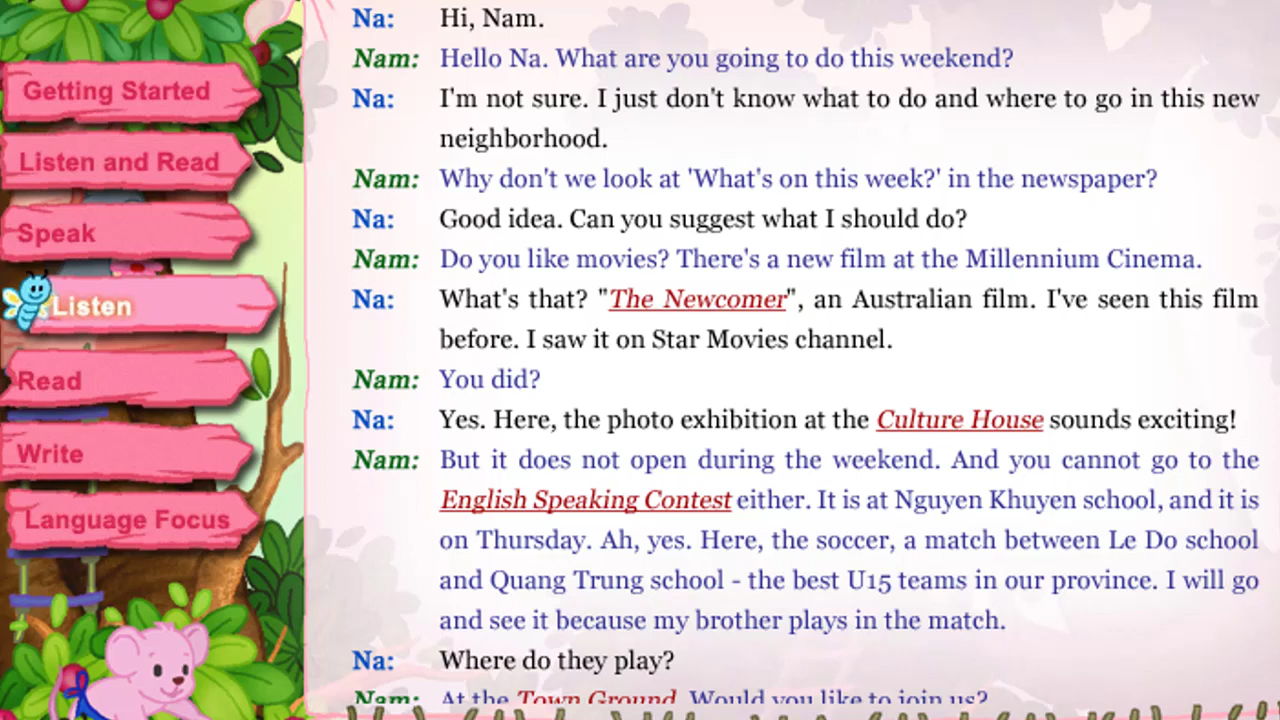 Getting Started
Listen and Read
Speak
Listen
Read
Write
Language Focus
Na: Hi, Nam.
Nam: Hello Na. What are you going to do this weekend?
Na: I'm not sure. I just don't know what to do and where to go in this new
neighborhood.
Nam: Why don't we look at 'What's on this week?' in the newspaper?
Na: Good idea. Can you suggest what I should do?
Nam: Do you like movies? There's a new film at the Millennium Cinema.
Na: What's that? "The Newcomer", an Australian film. I've seen this film
before. I saw it on Star Movies channel.
Nam: You did?
Na: Yes. Here, the photo exhibition at the Culture House sounds exciting!
Nam: But it does not open during the weekend. And you cannot go to the
English Speaking Contest either. It is at Nguyen Khuyen school, and it is
on Thursday. Ah, yes. Here, the soccer, a match between Le Do school
and Quang Trung school - the best U15 teams in our province. I will go
and see it because my brother plays in the match.
Na: Where do they play?
Nam: At the Town Ground. Would you like to join us?